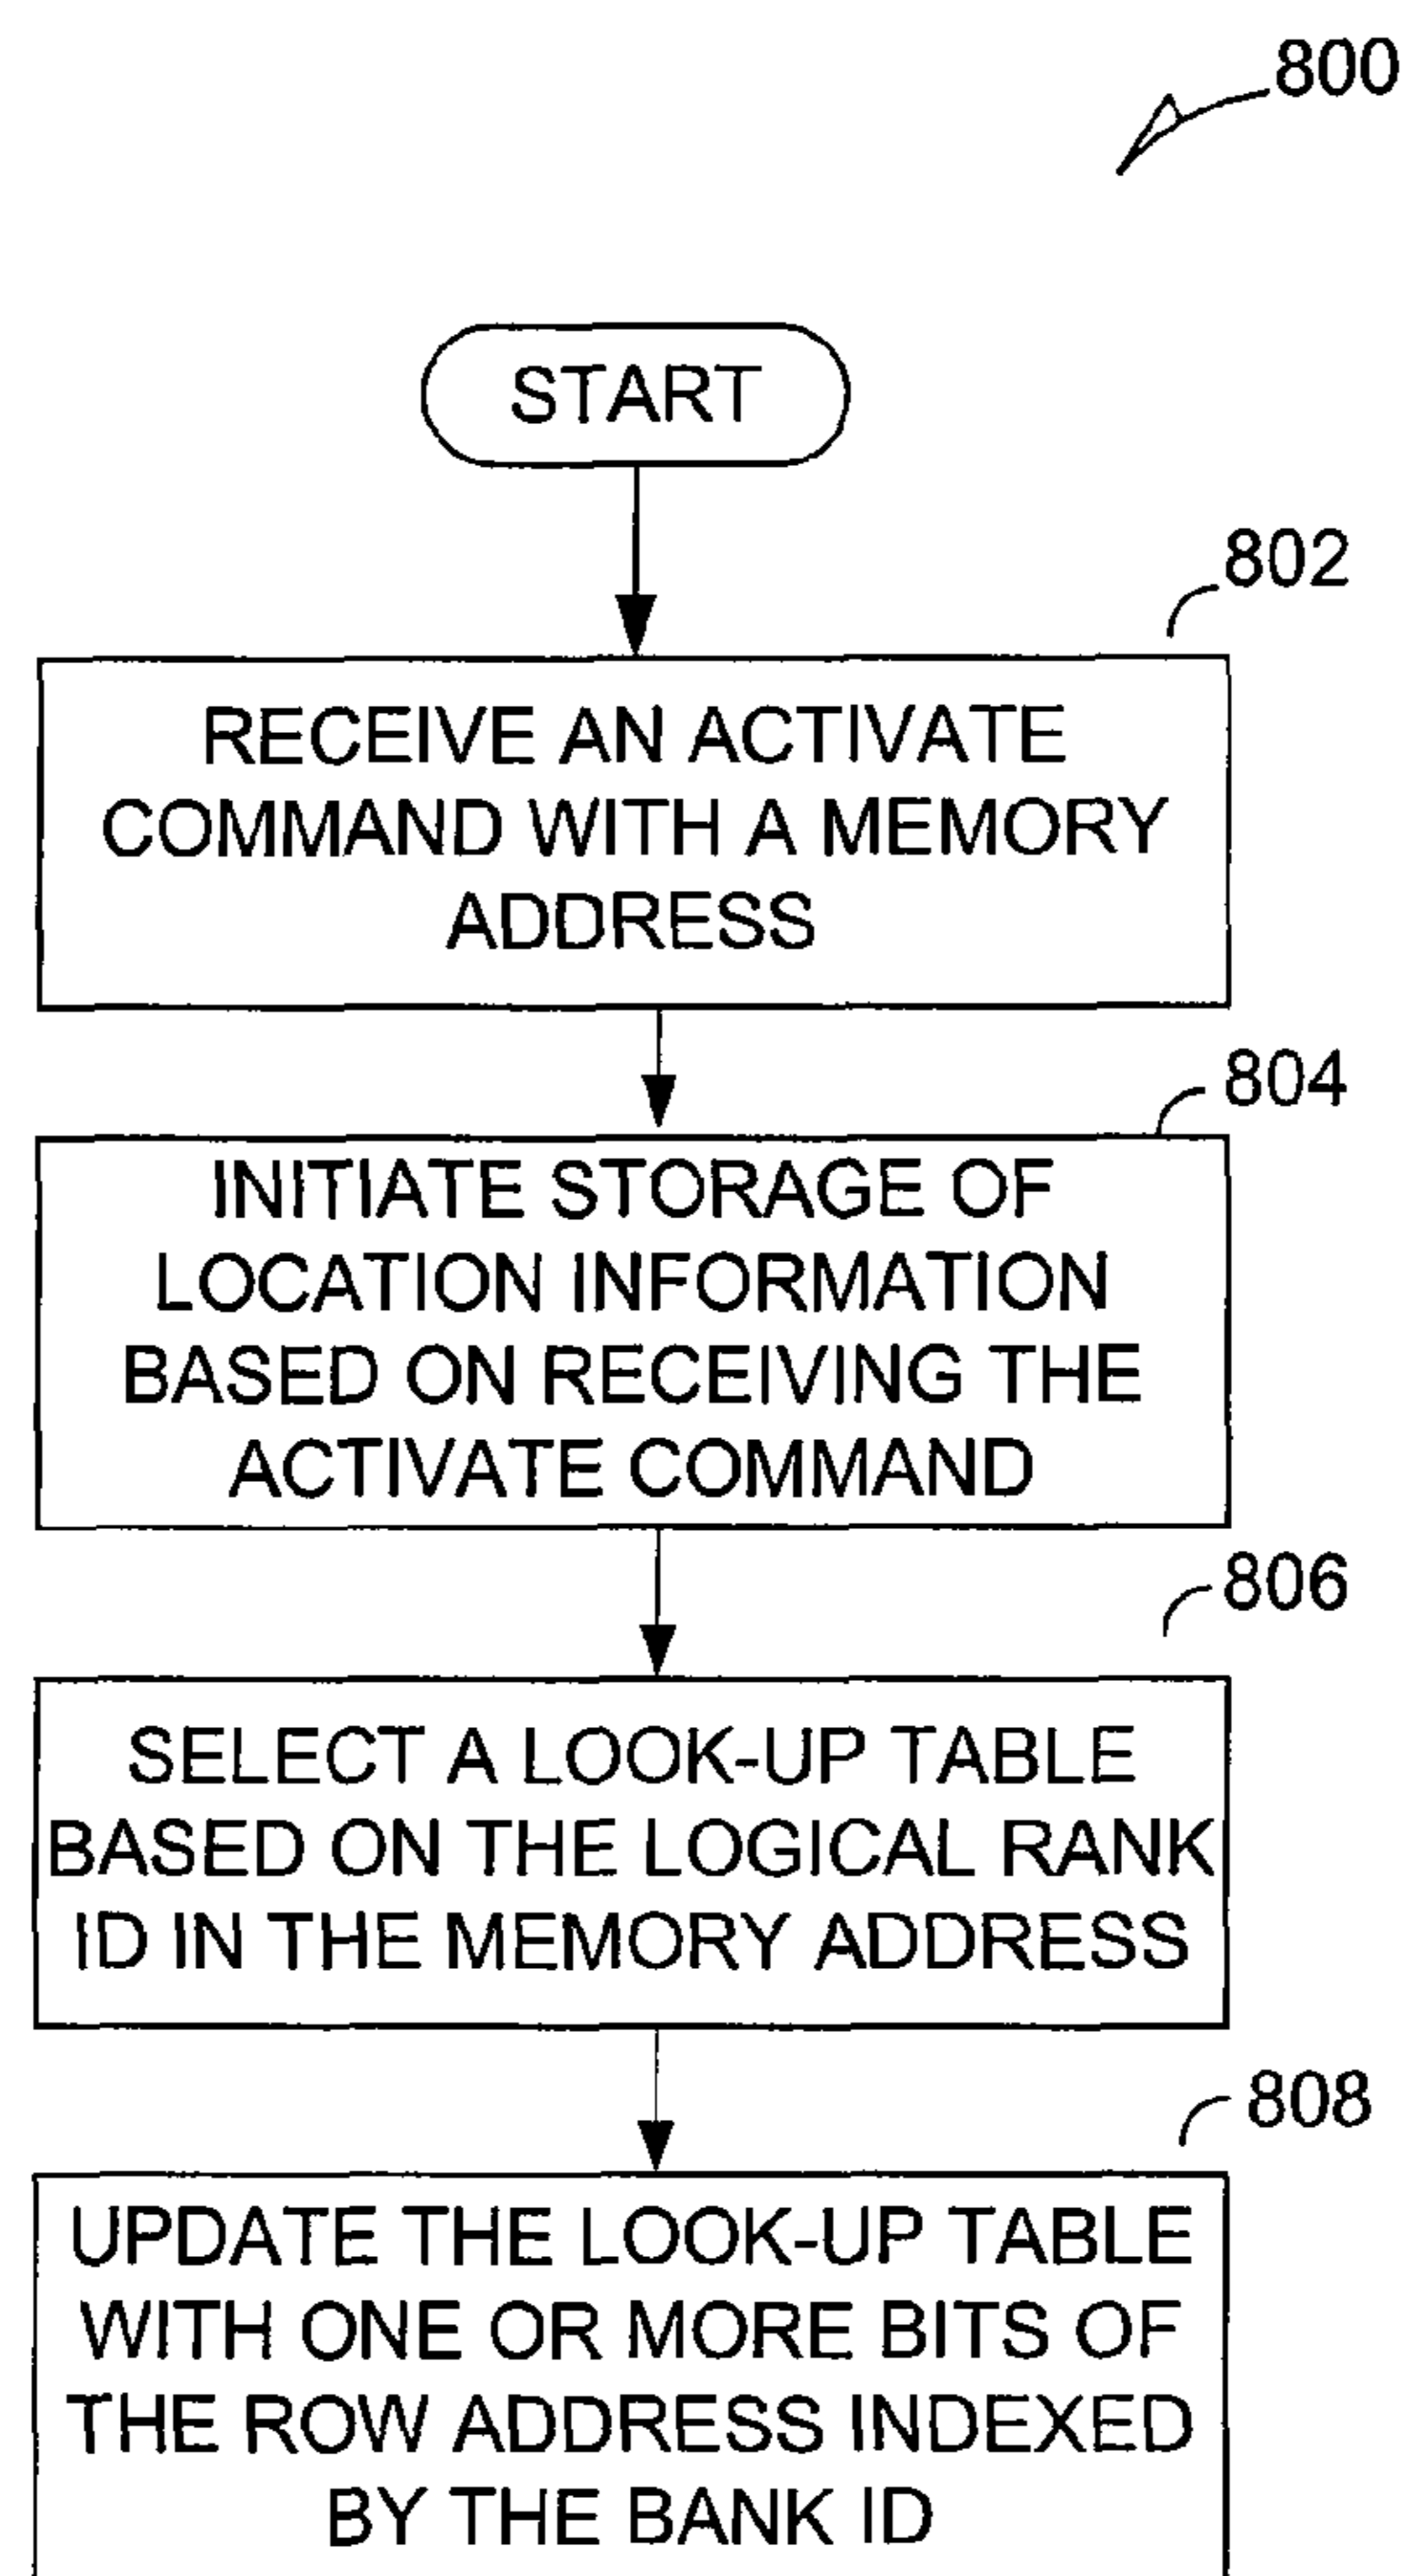 800
START
802
RECEIVE AN ACTIVATE
COMMAND WITH A MEMORY
ADDRESS
804
INITIATE STORAGE OF
LOCATION INFORMATION
BASED ON RECEIVING THE
ACTIVATE COMMAND
806
SELECT A LOOK-UP TABLE
BASED ON THE LOGICAL RANK
ID IN THE MEMORY ADDRESS
808
UPDATE THE LOOK-UP TABLE
WITH ONE OR MORE BITS OF
THE ROW ADDRESS INDEXED
BY THE BANK ID